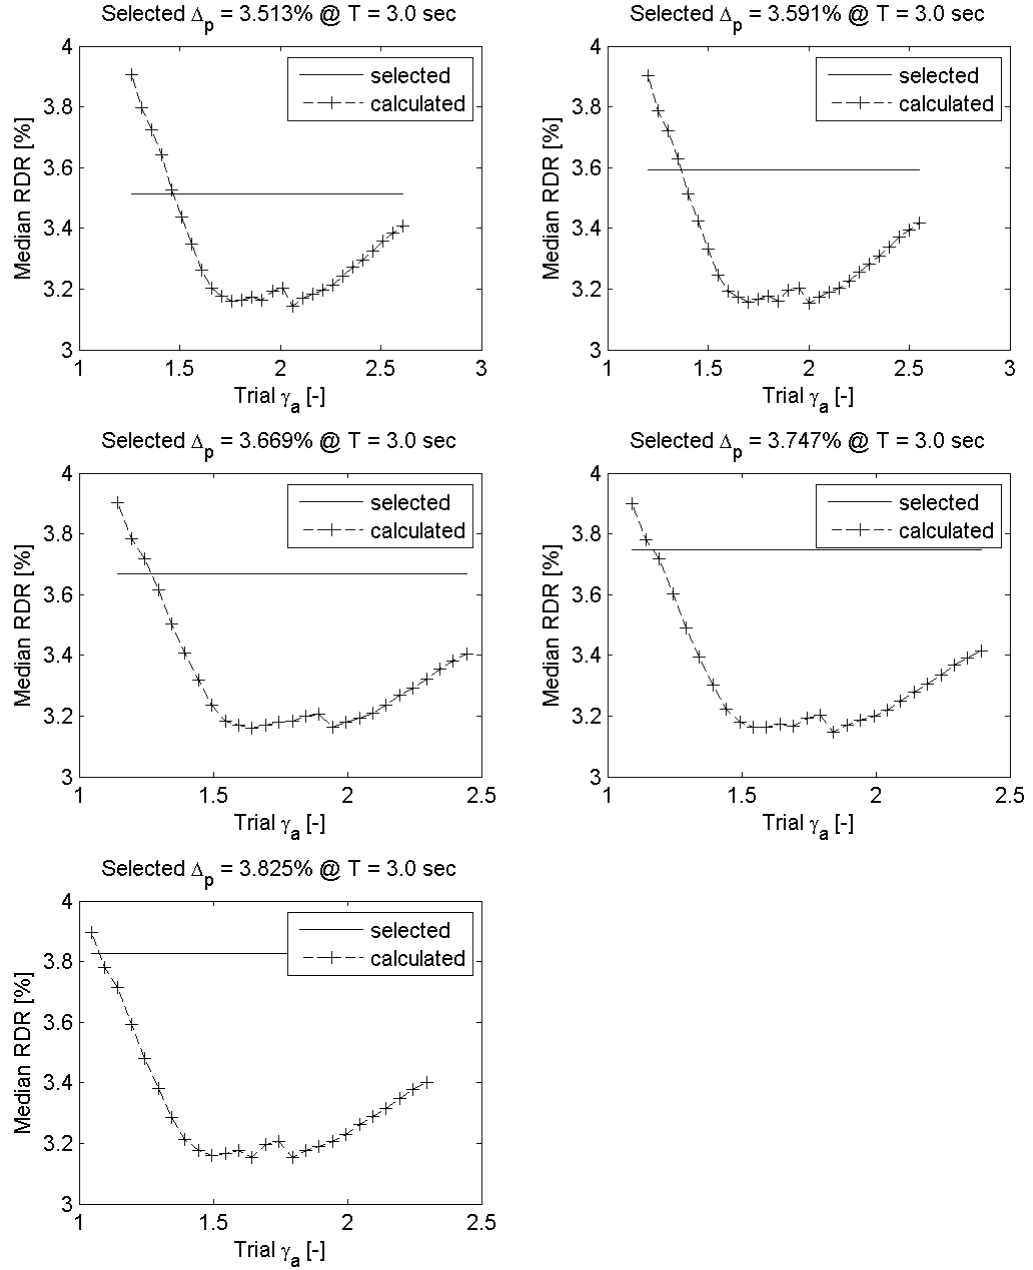 Selected Δp = 3.513% @ T = 3.0 sec
4
3.8
3.6
3.4
3.2
3
Median RDR [%]
selected
calculated
1
1.5
2
2.5
3
Trial γa [-]
Selected Δp = 3.591% @ T = 3.0 sec
4
3.8
3.6
3.4
3.2
3
Median RDR [%]
selected
calculated
1
1.5
2
2.5
3
Trial γa [-]
Selected Δp = 3.669% @ T = 3.0 sec
4
3.8
3.6
3.4
3.2
3
Median RDR [%]
selected
calculated
1
1.5
2
2.5
Trial γa [-]
Selected Δp = 3.747% @ T = 3.0 sec
4
3.8
3.6
3.4
3.2
3
Median RDR [%]
selected
calculated
1
1.5
2
2.5
Trial γa [-]
Selected Δp = 3.825% @ T = 3.0 sec
4
3.8
3.6
3.4
3.2
3
Median RDR [%]
selected
calculated
1
1.5
2
2.5
Trial γa [-]